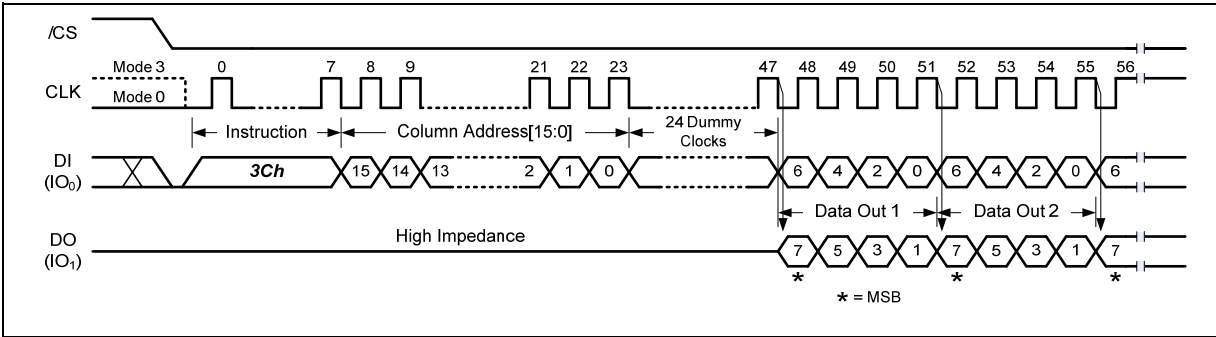 /CS
Mode 3 0 7 8 9 21 22 23 47 48 49 50 51 52 53 54 55 56
CLK Mode 0
Instruction Column Address[15:0] 24 Dummy Clocks
DI (IO0) 3Ch 15 14 13 2 1 0 6 4 2 0 6 4 2 0 6
Data Out 1 Data Out 2
DO (IO1) High Impedance 7 5 3 1 7 5 3 1 7
* * *
* = MSB